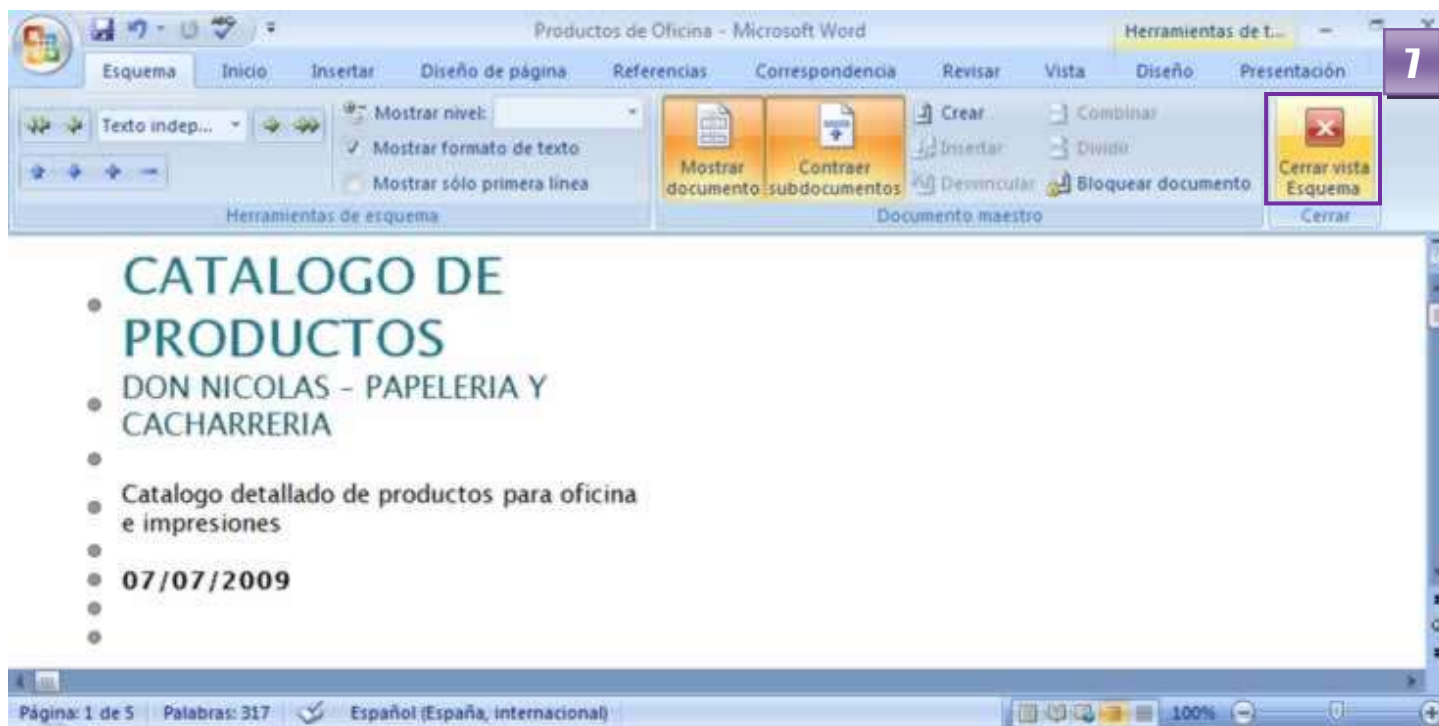 Productos de Oficina - Microsoft Word
Herramientas de t...
7
Esquema Inicio Insertar Diseño de página Referencias Correspondencia Revisar Vista Diseño Presentación
Texto indep...
Mostrar nivel:
Mostrar formato de texto
Mostrar sólo primera línea
Herramientas de esquema
Mostrar documento
Contraer subdocumentos
Crear
Insertar
Desvincular
Combinar
Dividir
Bloquear documento
Documento maestro
Cerrar vista Esquema
Cerrar
CATALOGO DE
PRODUCTOS
DON NICOLAS - PAPELERIA Y
CACHARRERIA
Catalogo detallado de productos para oficina
e impresiones
07/07/2009
Página: 1 de 5 Palabras: 317 Español (España, internacional) 100%